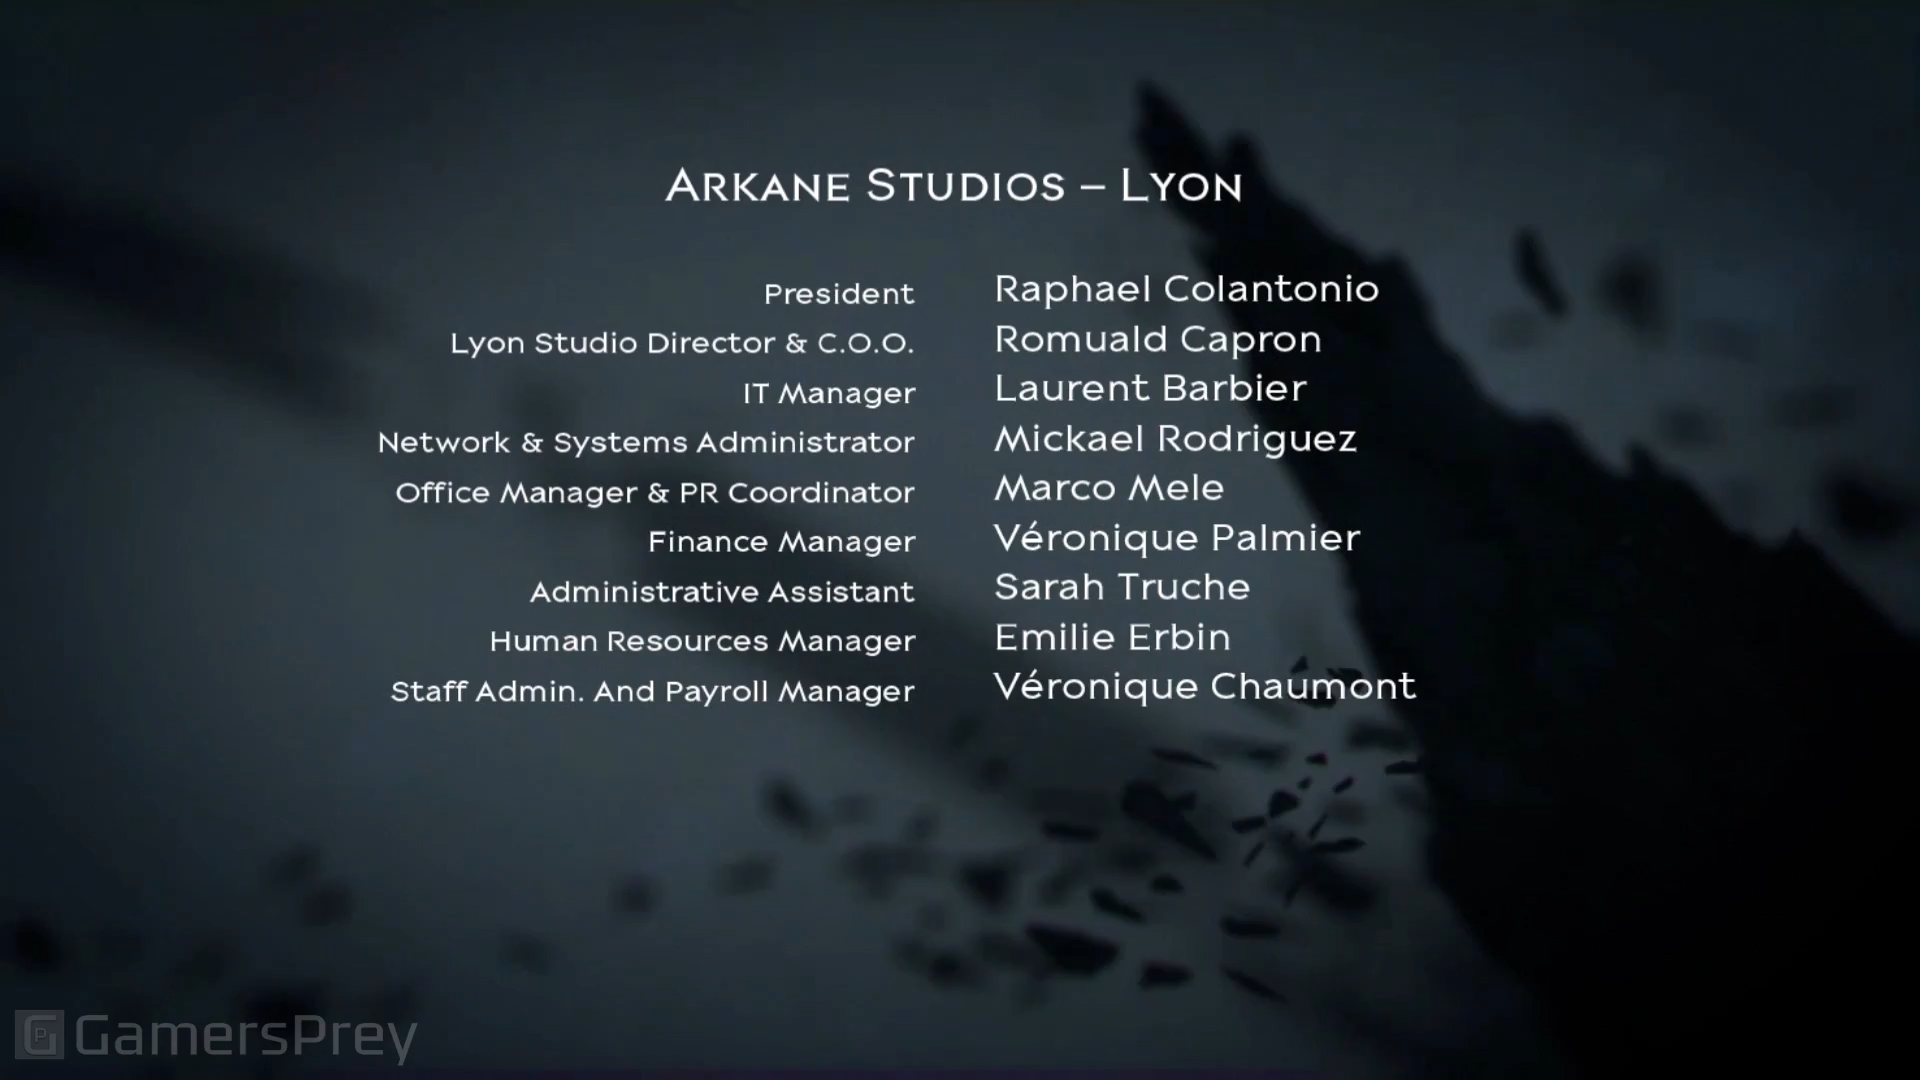 Arkane Studios – Lyon
President Raphael Colantonio
Lyon Studio Director & C.O.O. Romuald Capron
IT Manager Laurent Barbier
Network & Systems Administrator Mickael Rodriguez
Office Manager & PR Coordinator Marco Mele
Finance Manager Véronique Palmier
Administrative Assistant Sarah Truche
Human Resources Manager Emilie Erbin
Staff Admin. And Payroll Manager Véronique Chaumont
GamersPrey